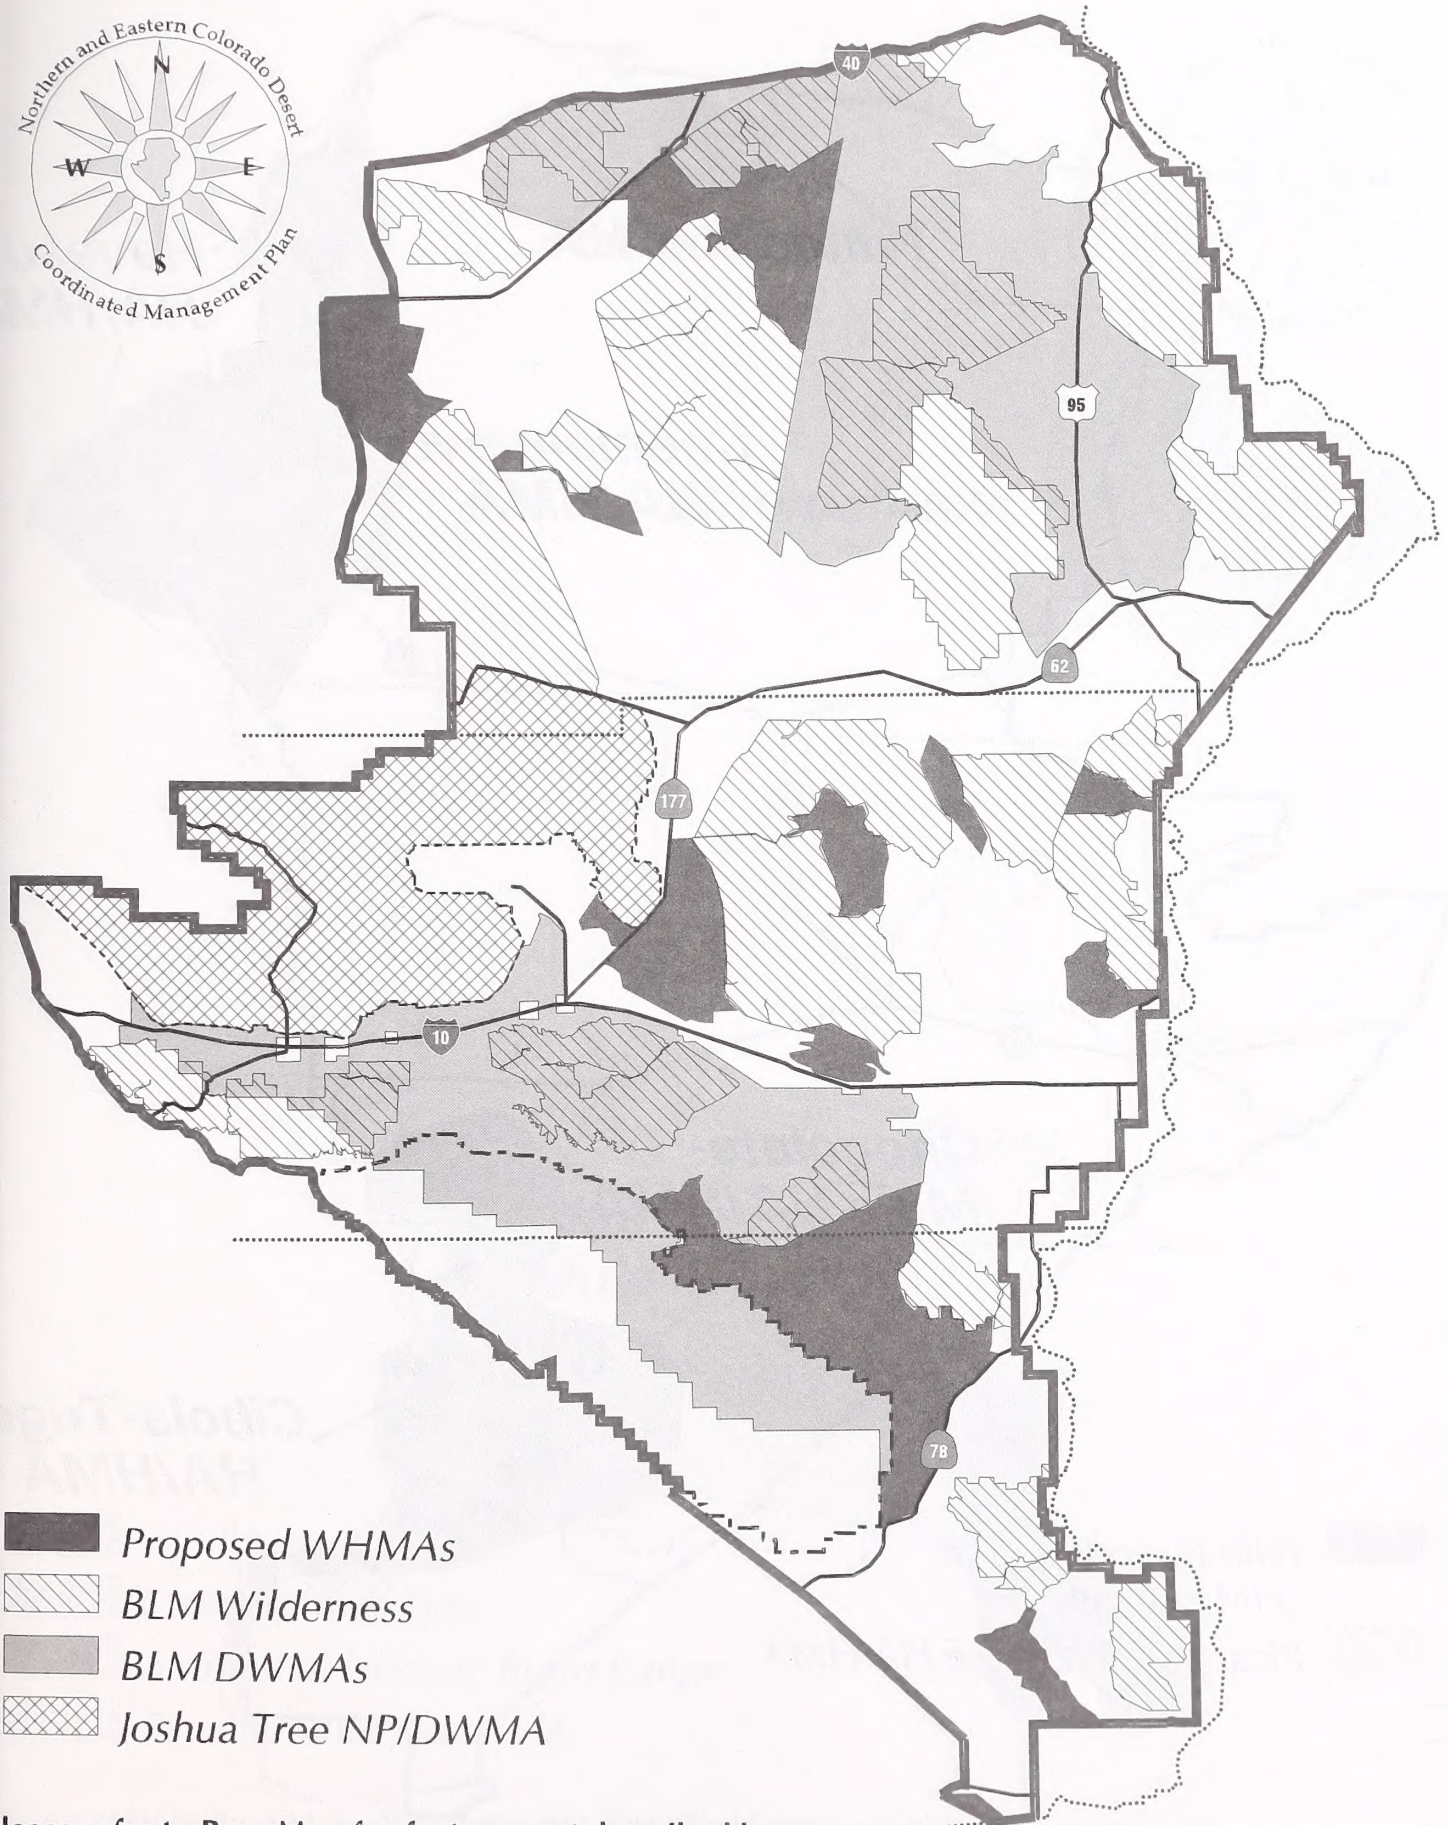 Northern and Eastern Colorado Desert
N
W
E
S
Coordinated Management Plan
40
95
62
177
10
78
Proposed WHMAs
BLM Wilderness
BLM DWMAs
Joshua Tree NP/DWMA